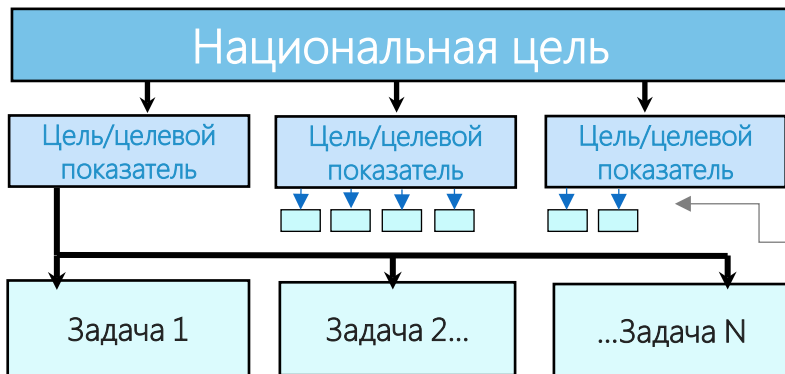 Национальная цель
Цель/целевой
показатель
Цель/целевой
показатель
Цель/целевой
показатель
Задача 1
Задача 2...
...Задача N